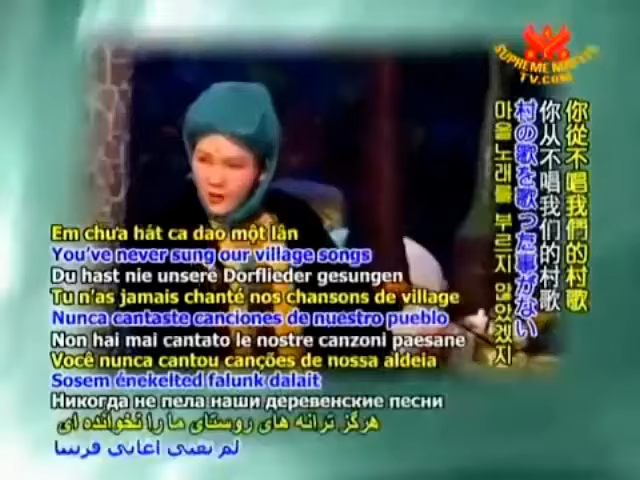 SUPREME MASTER
TV.COM
Em chưa hát ca dao một lần
You've never sung our village songs
Du hast nie unsere Dorflieder gesungen
Tu n'as jamais chanté nos chansons de village
Nunca cantaste canciones de nuestro pueblo
Non hai mai cantato le nostre canzoni paesane
Você nunca cantou canções de nossa aldeia
Sosem énekelted falunk dalait
Никогда не пела наши деревенские песни
هرگز ترانه های روستای ما را نخوانده ای
لم تغني أغاني قريتنا
你從不唱我們的村歌
你从不唱我们的村歌
村の歌を歌った事がない
마을 노래를 부르지 않았겠지